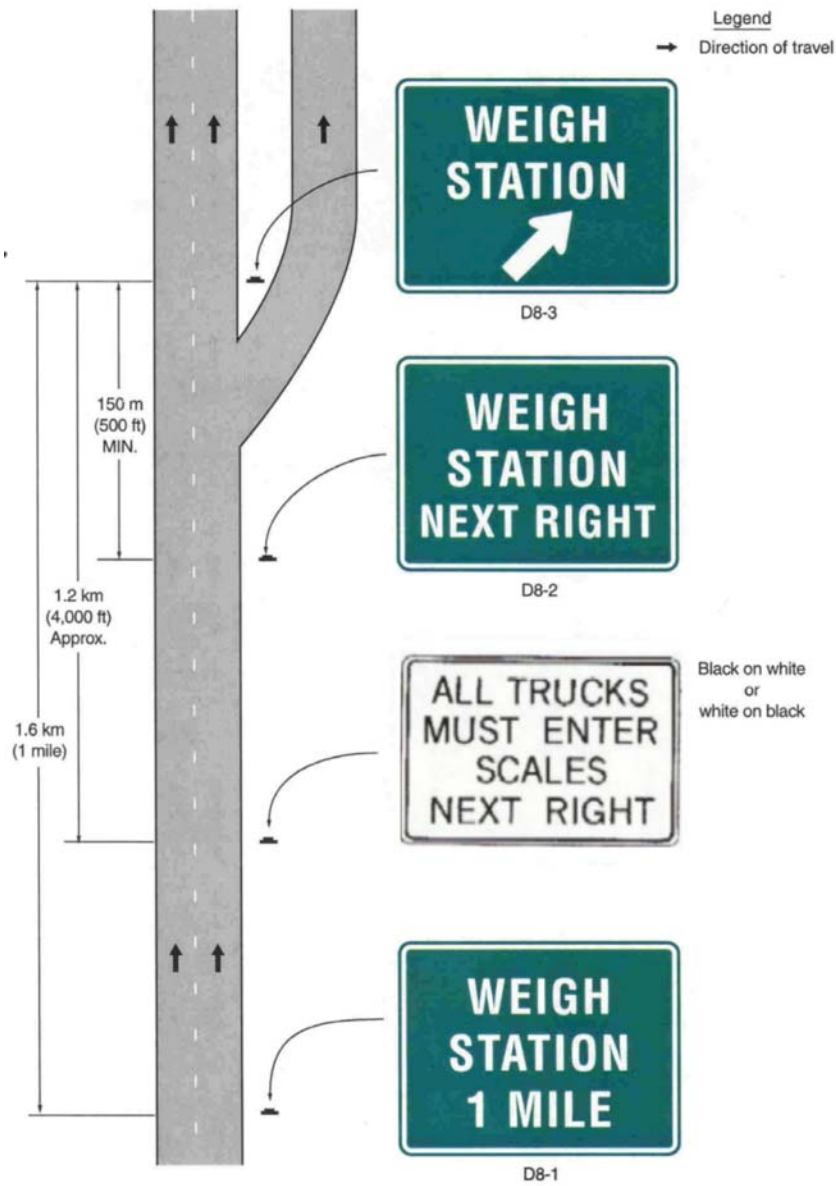 Legend
Direction of travel
WEIGH
STATION
D8-3
150 m
(500 ft)
MIN.
WEIGH
STATION
NEXT RIGHT
D8-2
1.2 km
(4,000 ft)
Approx.
ALL TRUCKS
MUST ENTER
SCALES
NEXT RIGHT
Black on white
or
white on black
1.6 km
(1 mile)
WEIGH
STATION
1 MILE
D8-1